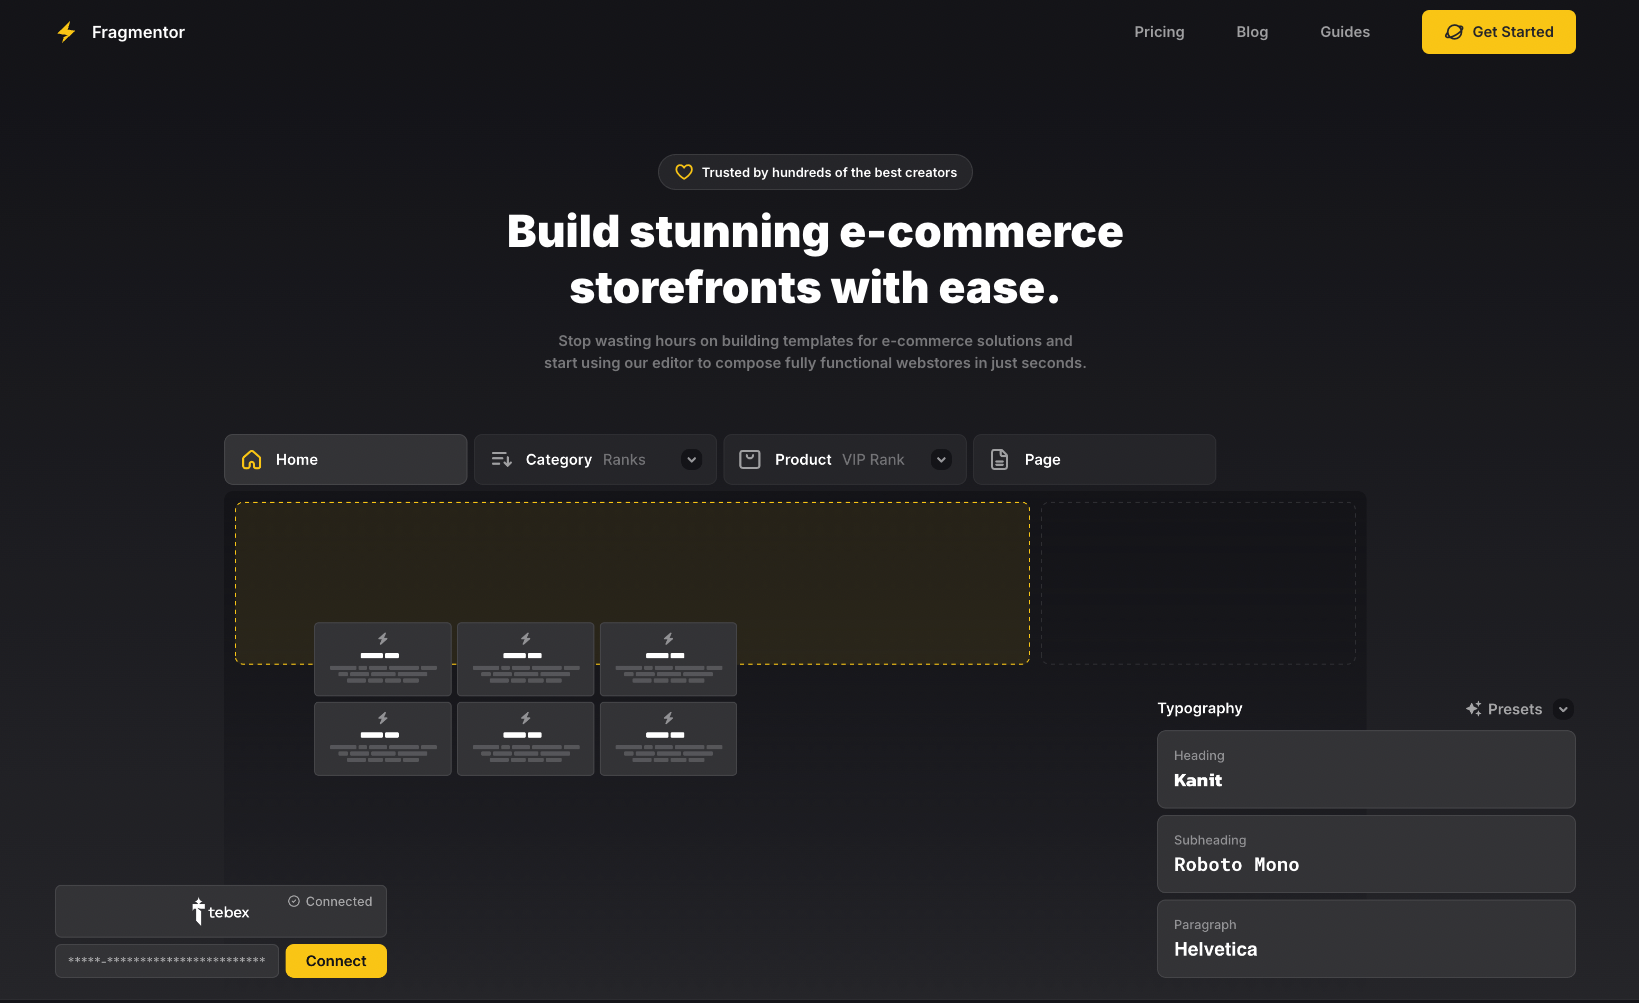 Fragmentor
Pricing
Blog
Guides
Get Started
Trusted by hundreds of the best creators
Build stunning e-commerce
storefronts with ease.
Stop wasting hours on building templates for e-commerce solutions and
start using our editor to compose fully functional webstores in just seconds.
Home
Category Ranks
Product VIP Rank
Page
Typography
Presets
Heading
Kanit
Subheading
Roboto Mono
Paragraph
Helvetica
tebex
Connected
*****-************************
Connect